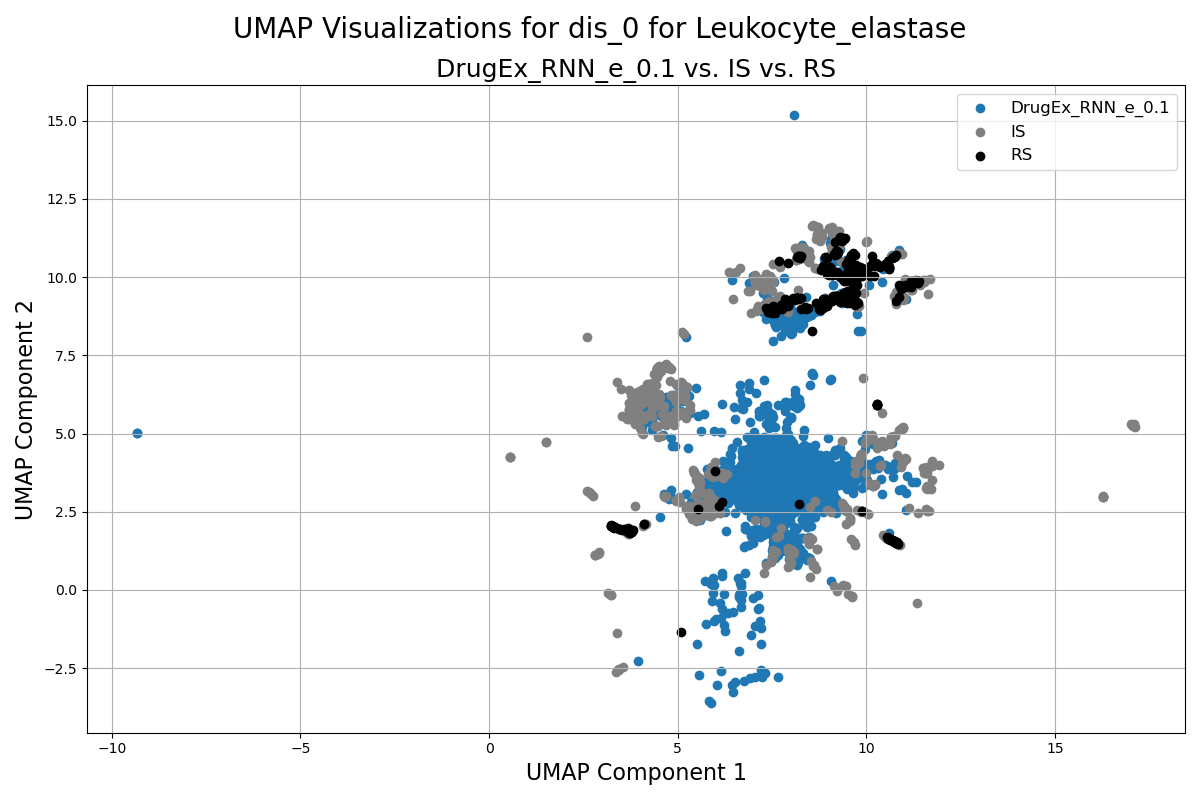 UMAP Visualizations for dis_0 for Leukocyte_elastase
DrugEx_RNN_e_0.1 vs. IS vs. RS
DrugEx_RNN_e_0.1
IS
RS
15.0
12.5
10.0
7.5
5.0
2.5
0.0
−2.5
UMAP Component 2
−10
−5
0
5
10
15
UMAP Component 1